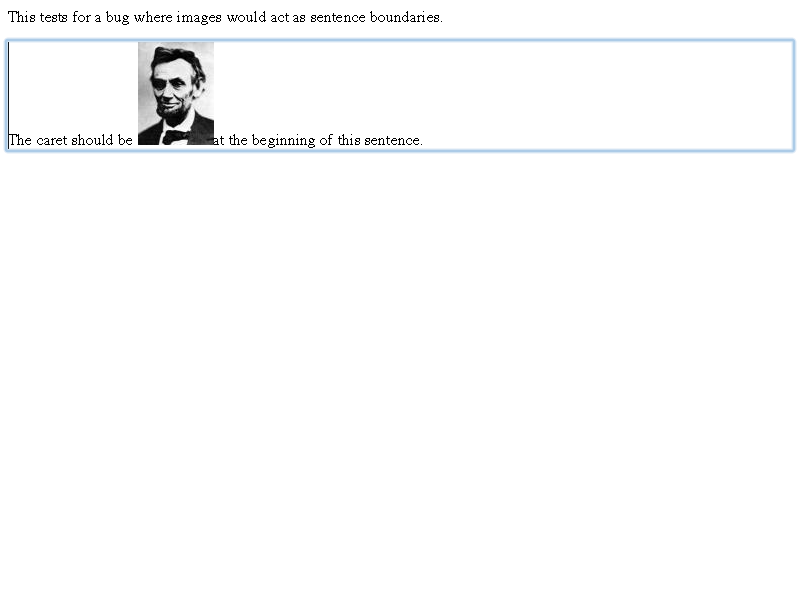 This tests for a bug where images would act as sentence boundaries.
The caret should be at the beginning of this sentence.